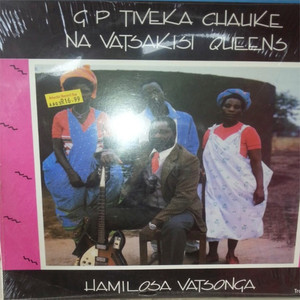 G P TIVEKA CHAUKE
NA VATSAKISI QUEENS
HAMILOSA VATSONGA